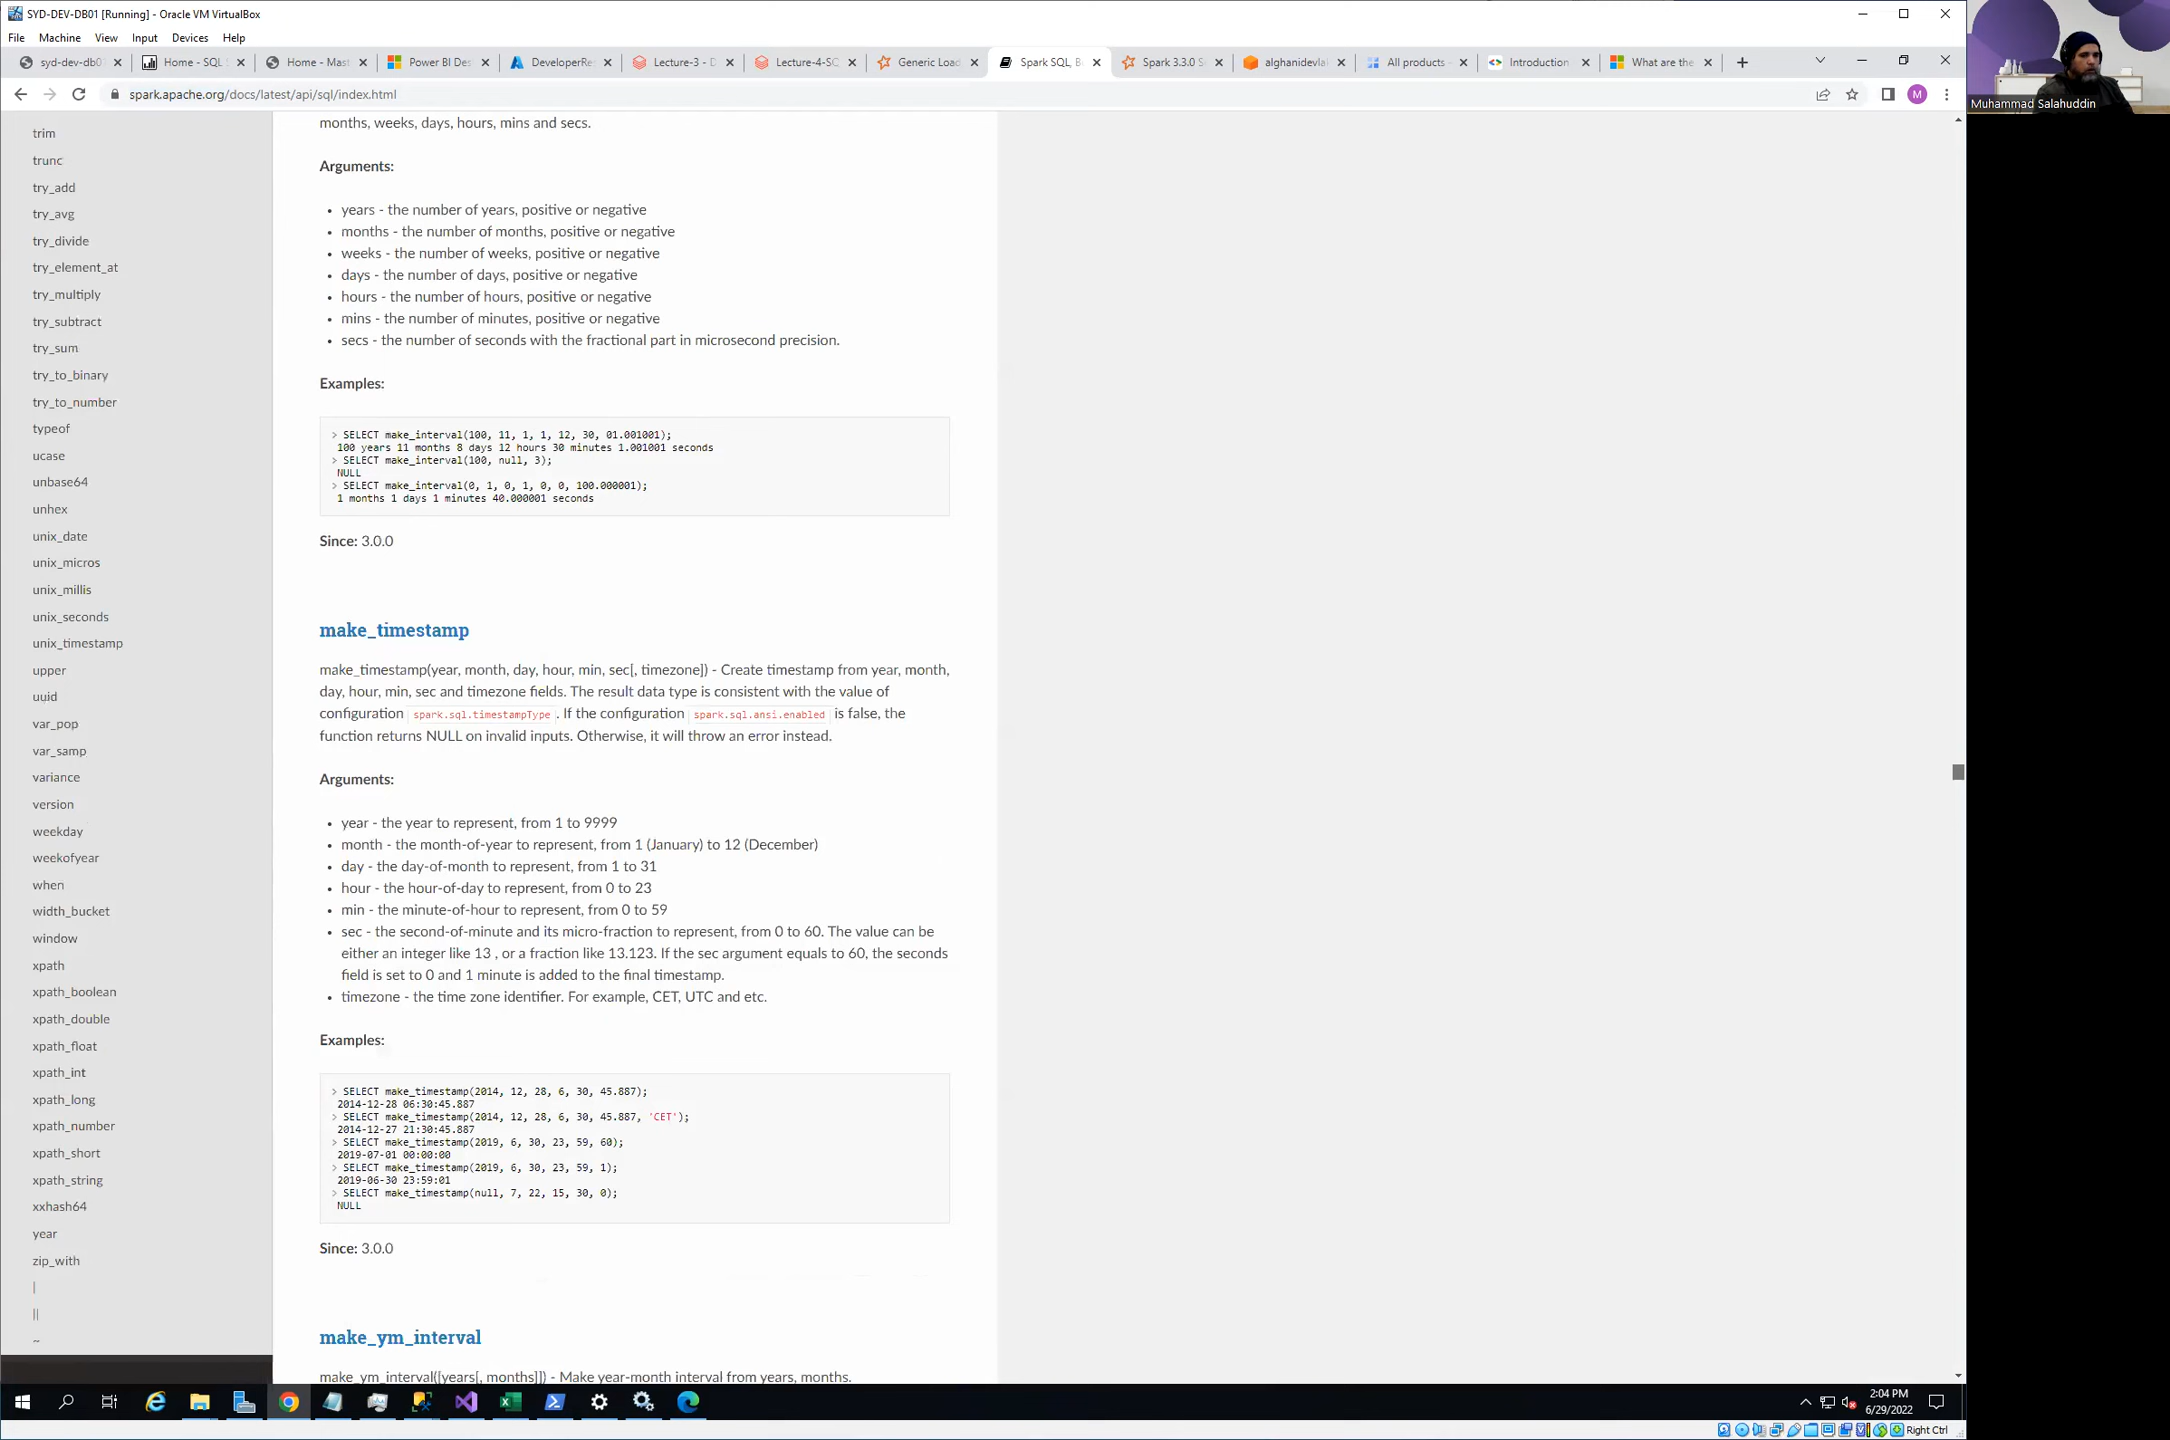 SYD-DEV-DB01 [Running] - Oracle VM VirtualBox
File Machine View Input Devices Help
syd-dev-db0
Home - SQL
Home - Mast
Power BI Des
DeveloperRe
Lecture-3 - D
Lecture-4-SC
Generic Load
Spark SQL, B
Spark 3.3.0 S
alghanidevla
All products -
Introduction
What are the
spark.apache.org/docs/latest/api/sql/index.html
M
Muhammad Salahuddin
trim
trunc
try_add
try_avg
try_divide
try_element_at
try_multiply
try_subtract
try_sum
try_to_binary
try_to_number
typeof
ucase
unbase64
unhex
unix_date
unix_micros
unix_millis
unix_seconds
unix_timestamp
upper
uuid
var_pop
var_samp
variance
version
weekday
weekofyear
when
width_bucket
window
xpath
xpath_boolean
xpath_double
xpath_float
xpath_int
xpath_long
xpath_number
xpath_short
xpath_string
xxhash64
year
zip_with
|
||
~
months, weeks, days, hours, mins and secs.
Arguments:
• years - the number of years, positive or negative
• months - the number of months, positive or negative
• weeks - the number of weeks, positive or negative
• days - the number of days, positive or negative
• hours - the number of hours, positive or negative
• mins - the number of minutes, positive or negative
• secs - the number of seconds with the fractional part in microsecond precision.
Examples:
> SELECT make_interval(100, 11, 1, 1, 12, 30, 01.001001);
100 years 11 months 8 days 12 hours 30 minutes 1.001001 seconds
> SELECT make_interval(100, null, 3);
NULL
> SELECT make_interval(0, 1, 0, 1, 0, 0, 100.000001);
1 months 1 days 1 minutes 40.000001 seconds
Since: 3.0.0
make_timestamp
make_timestamp(year, month, day, hour, min, sec[, timezone]) - Create timestamp from year, month,
day, hour, min, sec and timezone fields. The result data type is consistent with the value of
configuration spark.sql.timestampType . If the configuration spark.sql.ansi.enabled is false, the
function returns NULL on invalid inputs. Otherwise, it will throw an error instead.
Arguments:
• year - the year to represent, from 1 to 9999
• month - the month-of-year to represent, from 1 (January) to 12 (December)
• day - the day-of-month to represent, from 1 to 31
• hour - the hour-of-day to represent, from 0 to 23
• min - the minute-of-hour to represent, from 0 to 59
• sec - the second-of-minute and its micro-fraction to represent, from 0 to 60. The value can be
either an integer like 13 , or a fraction like 13.123. If the sec argument equals to 60, the seconds
field is set to 0 and 1 minute is added to the final timestamp.
• timezone - the time zone identifier. For example, CET, UTC and etc.
Examples:
> SELECT make_timestamp(2014, 12, 28, 6, 30, 45.887);
2014-12-28 06:30:45.887
> SELECT make_timestamp(2014, 12, 28, 6, 30, 45.887, 'CET');
2014-12-27 21:30:45.887
> SELECT make_timestamp(2019, 6, 30, 23, 59, 60);
2019-07-01 00:00:00
> SELECT make_timestamp(2019, 6, 30, 23, 59, 1);
2019-06-30 23:59:01
> SELECT make_timestamp(null, 7, 22, 15, 30, 0);
NULL
Since: 3.0.0
make_ym_interval
make_ym_interval([years[, months]]) - Make year-month interval from years, months.
2:04 PM
6/29/2022
Right Ctrl